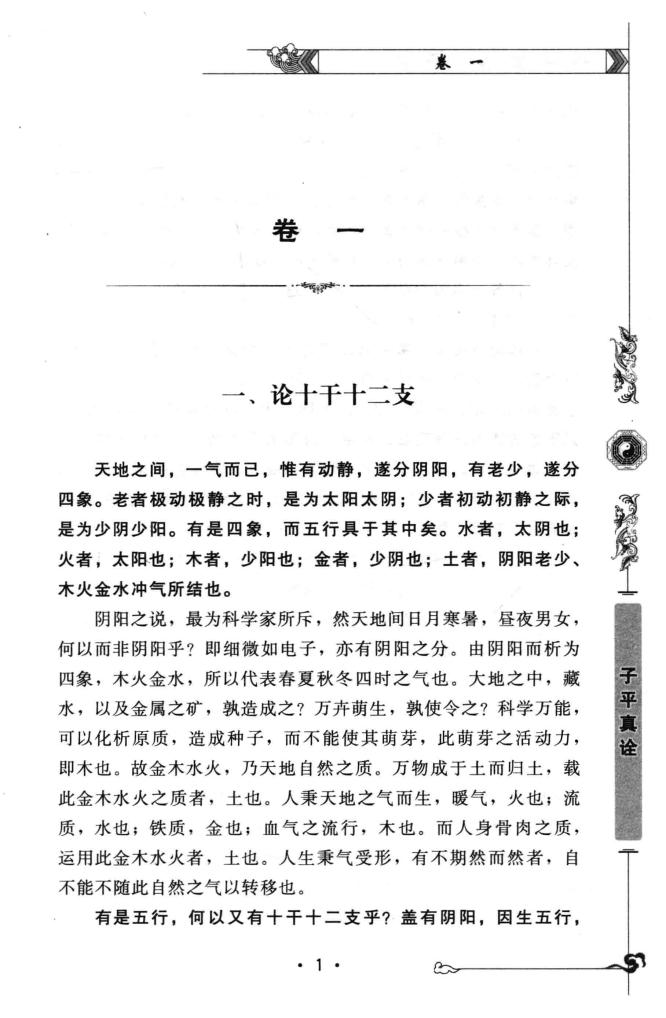 卷 一
卷 一
一、论十干十二支
天地之间，一气而已，惟有动静，遂分阴阳，有老少，遂分
四象。老者极动极静之时，是为太阳太阴；少者初动初静之际，
是为少阴少阳。有是四象，而五行具于其中矣。水者，太阴也；
火者，太阳也；木者，少阳也；金者，少阴也；土者，阴阳老少、
木火金水冲气所结也。
阴阳之说，最为科学家所斥，然天地间日月寒暑，昼夜男女，
何以而非阴阳乎？即细微如电子，亦有阴阳之分。由阴阳而析为
四象，木火金水，所以代表春夏秋冬四时之气也。大地之中，藏
水，以及金属之矿，孰造成之？万卉萌生，孰使令之？科学万能，
可以化析原质，造成种子，而不能使其萌芽，此萌芽之活动力，
即木也。故金木水火，乃天地自然之质。万物成于土而归土，载
此金木水火之质者，土也。人秉天地之气而生，暖气，火也；流
质，水也；铁质，金也；血气之流行，木也。而人身骨肉之质，
运用此金木水火者，土也。人生秉气受形，有不期然而然者，自
不能不随此自然之气以转移也。
有是五行，何以又有十干十二支乎？盖有阴阳，因生五行，
子平真诠
·1·